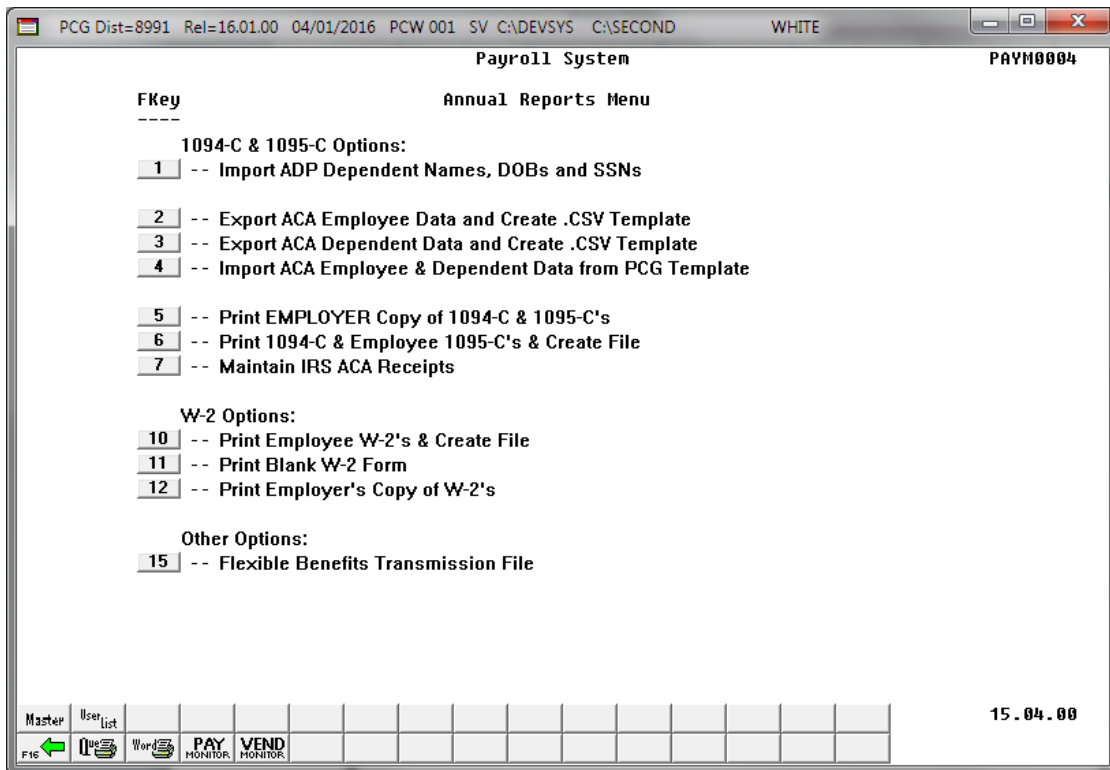 PCG Dist=8991 Rel=16.01.00 04/01/2016 PCW 001 SV C:\DEVSYS C:\SECOND WHITE
Payroll System PAYM0004
FKey Annual Reports Menu
----
1094-C & 1095-C Options:
1 -- Import ADP Dependent Names, DOBs and SSNs
2 -- Export ACA Employee Data and Create .CSV Template
3 -- Export ACA Dependent Data and Create .CSV Template
4 -- Import ACA Employee & Dependent Data from PCG Template
5 -- Print EMPLOYER Copy of 1094-C & 1095-C's
6 -- Print 1094-C & Employee 1095-C's & Create File
7 -- Maintain IRS ACA Receipts
W-2 Options:
10 -- Print Employee W-2's & Create File
11 -- Print Blank W-2 Form
12 -- Print Employer's Copy of W-2's
Other Options:
15 -- Flexible Benefits Transmission File
Master User List 15.04.00
F16 Que Word PAY MONITOR VEND MONITOR